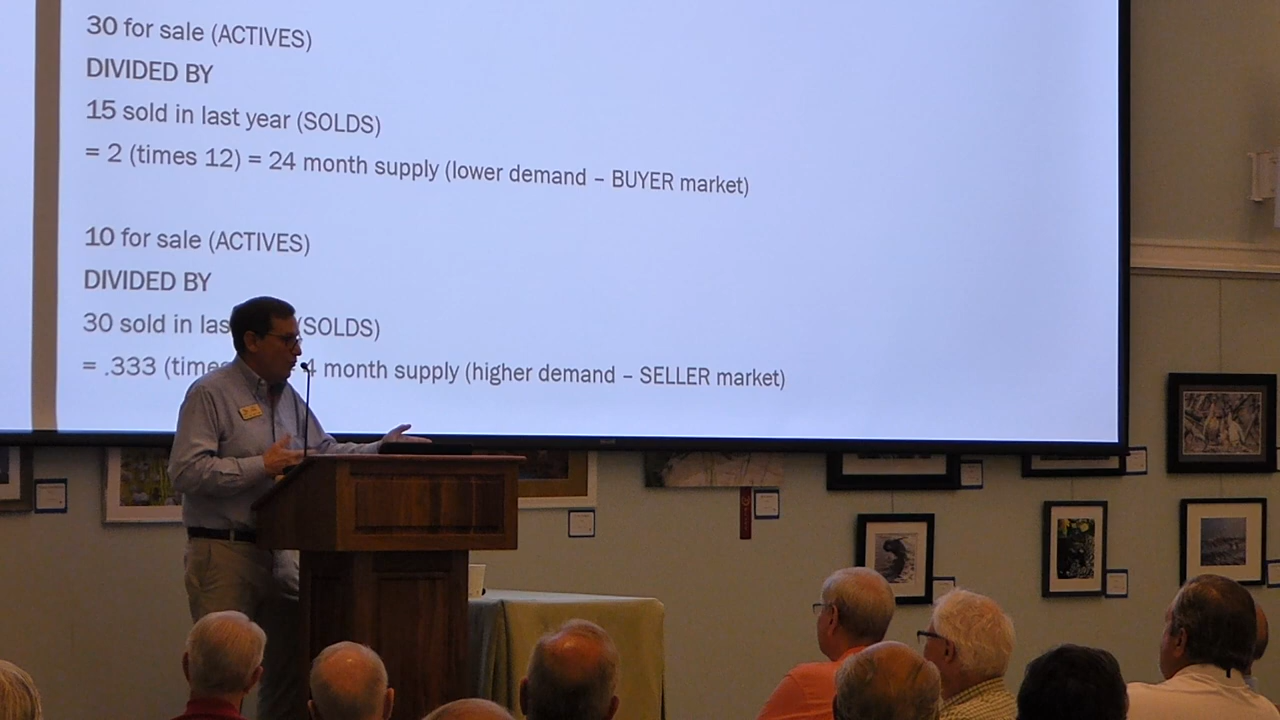 30 for sale (ACTIVES)
DIVIDED BY
15 sold in last year (SOLDS)
= 2 (times 12) = 24 month supply (lower demand – BUYER market)
10 for sale (ACTIVES)
DIVIDED BY
30 sold in las (SOLDS)
= .333 (times 4 month supply (higher demand – SELLER market)